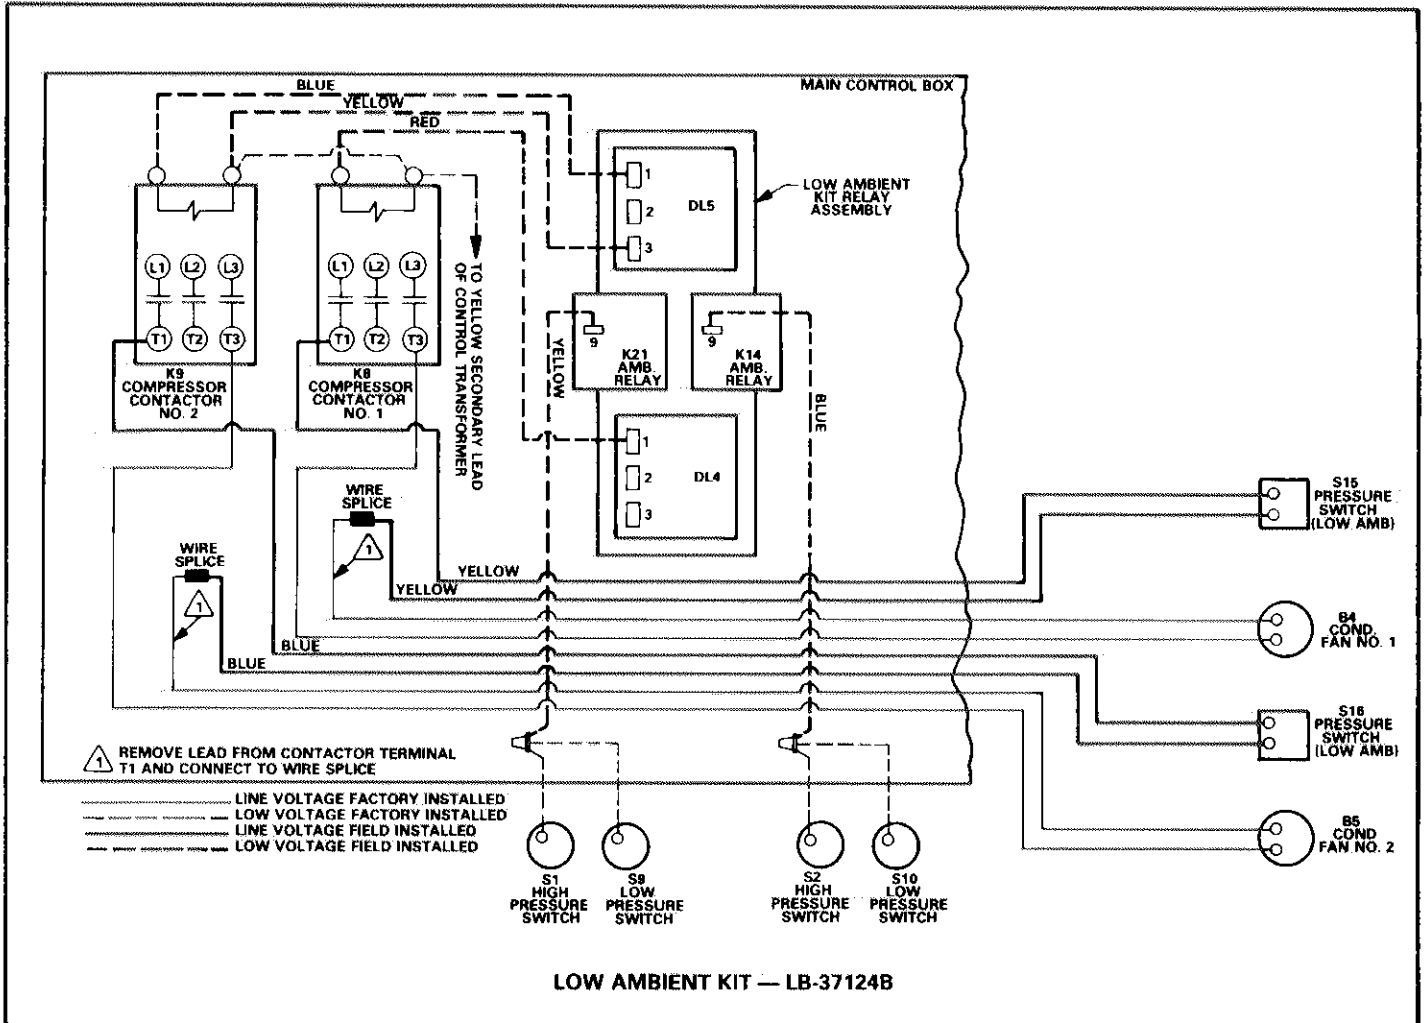 MAIN CONTROL BOX
BLUE
YELLOW
RED
1
2
3
DL5
LOW AMBIENT
KIT RELAY
ASSEMBLY
L1
L2
L3
T1
T2
T3
K9
COMPRESSOR
CONTACTOR
NO. 2
L1
L2
L3
T1
T2
T3
K8
COMPRESSOR
CONTACTOR
NO. 1
TO YELLOW SECONDARY LEAD
OF CONTROL TRANSFORMER
YELLOW
9
K21
AMB.
RELAY
9
K14
AMB.
RELAY
BLUE
1
2
3
DL4
WIRE
SPLICE
1
WIRE
SPLICE
1
YELLOW
YELLOW
BLUE
BLUE
S15
PRESSURE
SWITCH
(LOW AMB)
B4
COND.
FAN NO. 1
S16
PRESSURE
SWITCH
(LOW AMB)
B5
COND
FAN NO. 2
1
REMOVE LEAD FROM CONTACTOR TERMINAL
T1 AND CONNECT TO WIRE SPLICE
LINE VOLTAGE FACTORY INSTALLED
LOW VOLTAGE FACTORY INSTALLED
LINE VOLTAGE FIELD INSTALLED
LOW VOLTAGE FIELD INSTALLED
S1
HIGH
PRESSURE
SWITCH
S9
LOW
PRESSURE
SWITCH
S2
HIGH
PRESSURE
SWITCH
S10
LOW
PRESSURE
SWITCH
LOW AMBIENT KIT — LB-37124B